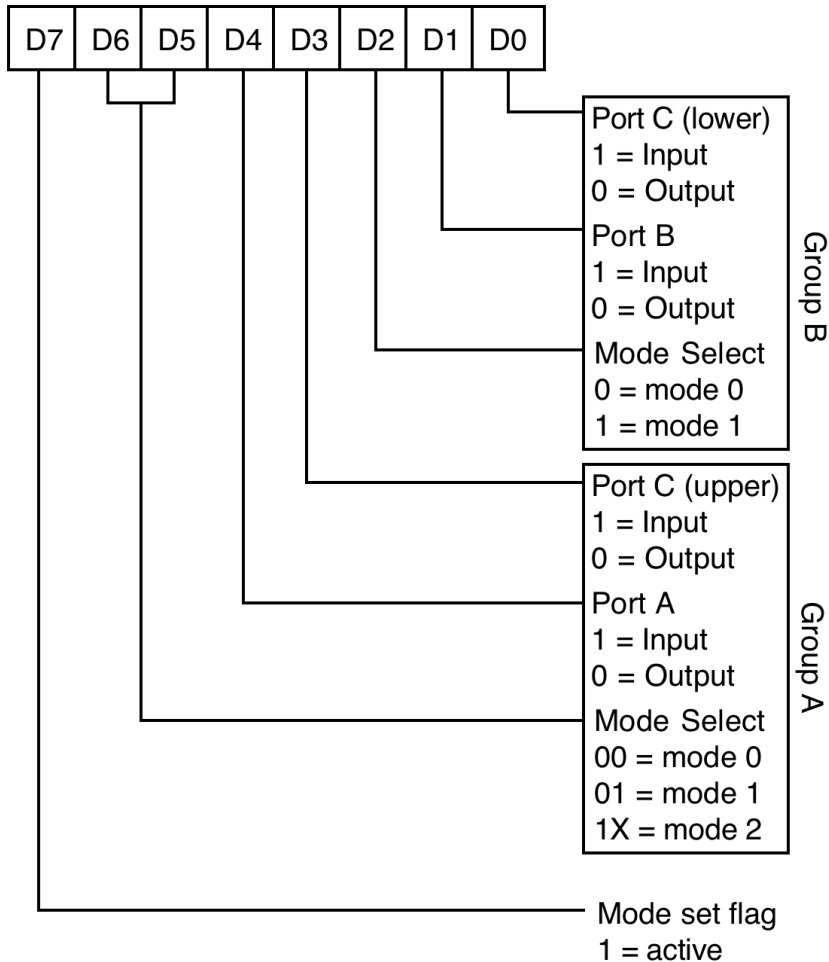 D7 D6 D5 D4 D3 D2 D1 D0
Port C (lower)
1 = Input
0 = Output
Port B
1 = Input
0 = Output
Mode Select
0 = mode 0
1 = mode 1
Group B
Port C (upper)
1 = Input
0 = Output
Port A
1 = Input
0 = Output
Mode Select
00 = mode 0
01 = mode 1
1X = mode 2
Group A
Mode set flag
1 = active